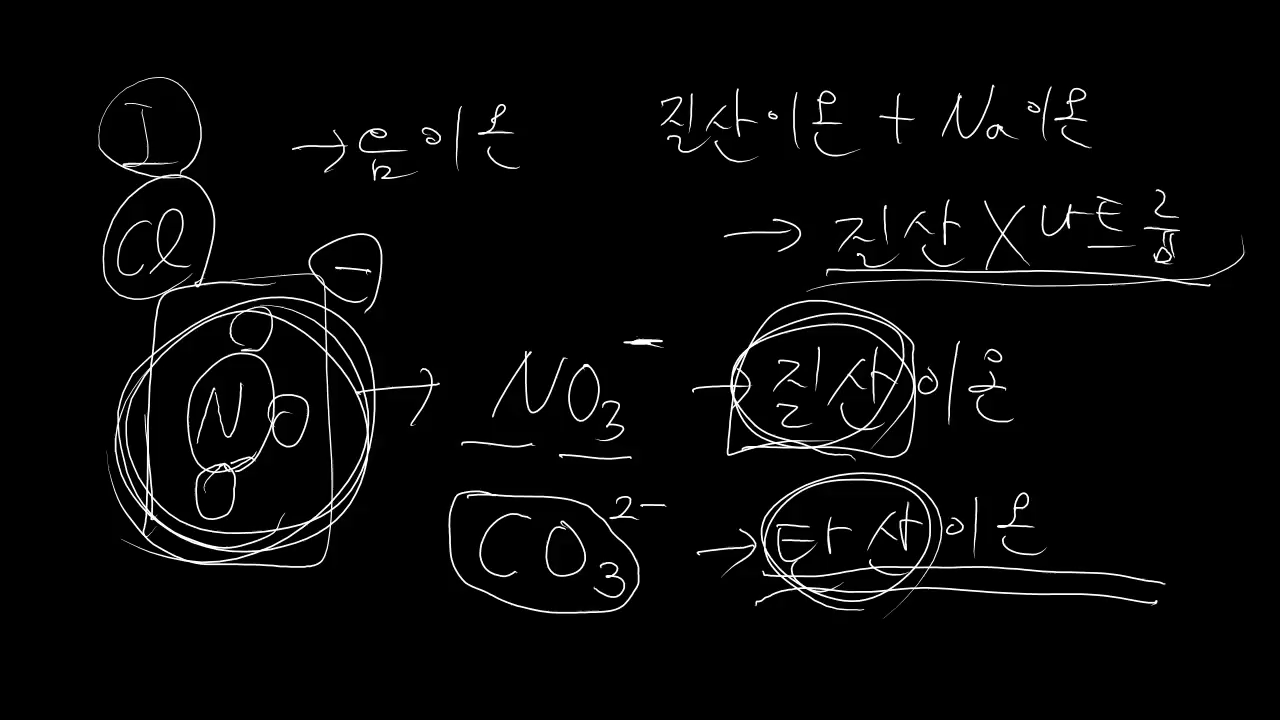 I
→ 음이온
Cl
−
O
N O
O
→ NO₃⁻ → 질산이온
CO₃²⁻ → 탄산이온
질산이온 + Na이온
→ 질산 X 나트륨